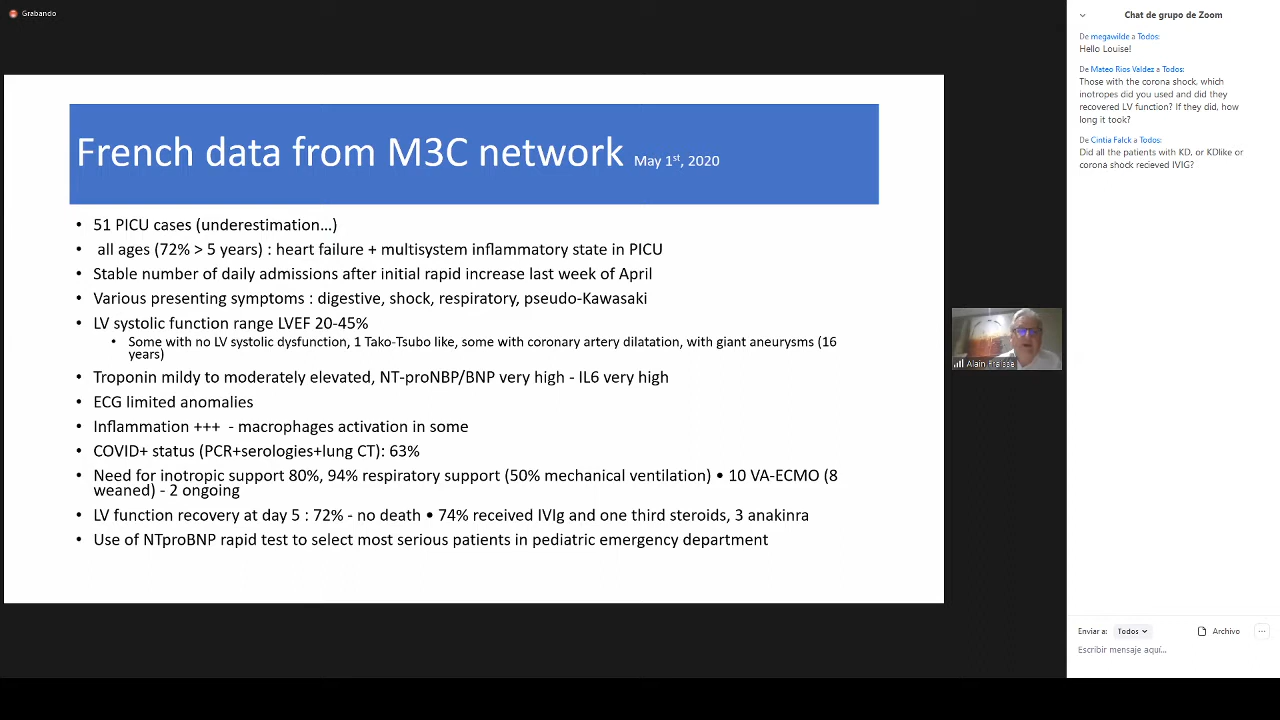 Grabando
French data from M3C network May 1st, 2020
• 51 PICU cases (underestimation...)
• all ages (72% > 5 years) : heart failure + multisystem inflammatory state in PICU
• Stable number of daily admissions after initial rapid increase last week of April
• Various presenting symptoms : digestive, shock, respiratory, pseudo-Kawasaki
• LV systolic function range LVEF 20-45%
• Some with no LV systolic dysfunction, 1 Tako-Tsubo like, some with coronary artery dilatation, with giant aneurysms (16
years)
• Troponin mildy to moderately elevated, NT-proNBP/BNP very high - IL6 very high
• ECG limited anomalies
• Inflammation +++ - macrophages activation in some
• COVID+ status (PCR+serologies+lung CT): 63%
• Need for inotropic support 80%, 94% respiratory support (50% mechanical ventilation) • 10 VA-ECMO (8
weaned) - 2 ongoing
• LV function recovery at day 5 : 72% - no death • 74% received IVIg and one third steroids, 3 anakinra
• Use of NTproBNP rapid test to select most serious patients in pediatric emergency department
Alain Fraisse
Chat de grupo de Zoom
De megawilde a Todos:
Hello Louise!
De Mateo Rios Valdez a Todos:
Those with the corona shock, which
inotropes did you used and did they
recovered LV function? If they did, how
long it took?
De Cintia Falck a Todos:
Did all the patients with KD, or KDlike or
corona shock recieved IVIG?
Enviar a: Todos
Archivo
...
Escribir mensaje aquí...